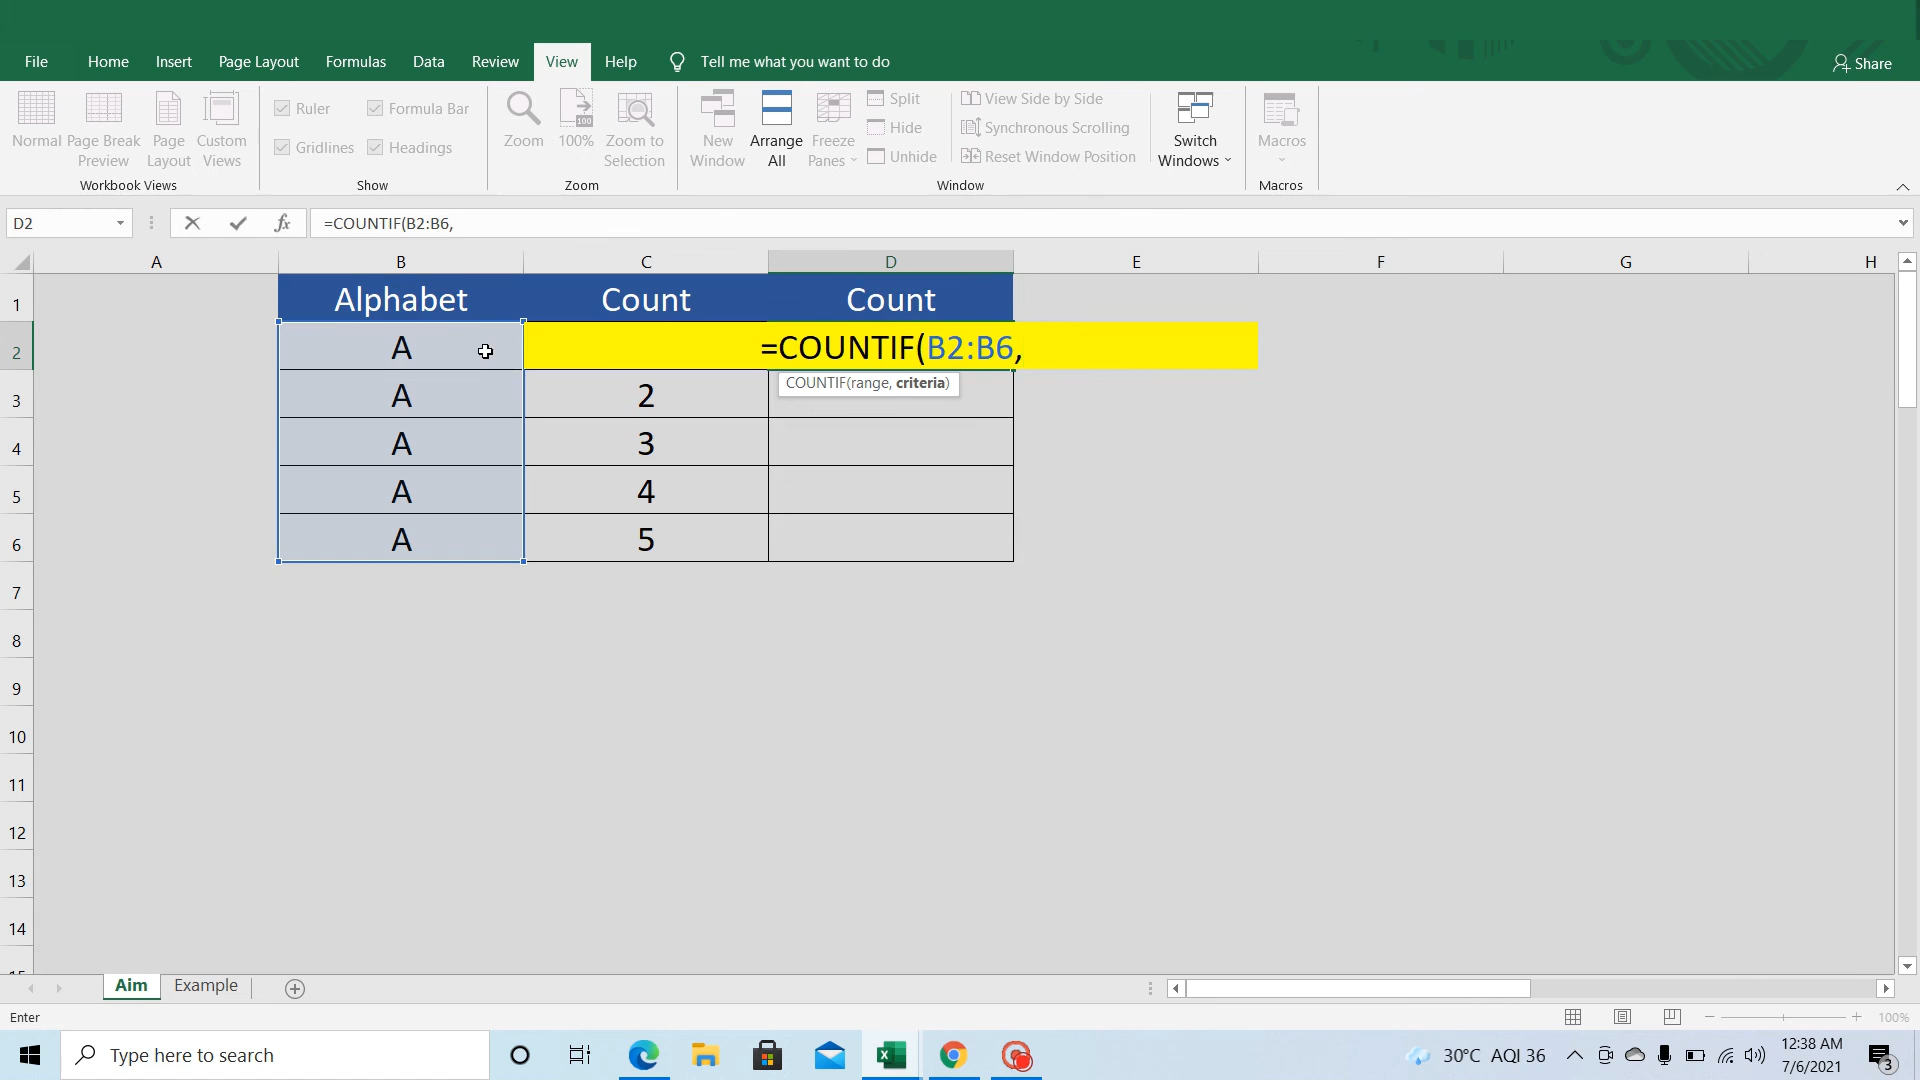 File Home Insert Page Layout Formulas Data Review View Help Tell me what you want to do Share
Normal Page Break Preview Page Layout Custom Views
Workbook Views
Ruler Formula Bar
Gridlines Headings
Show
Zoom 100% Zoom to Selection
Zoom
New Window Arrange All Freeze Panes
Split
Hide
Unhide
View Side by Side
Synchronous Scrolling
Reset Window Position
Window
Switch Windows
Macros
Macros
D2 fx =COUNTIF(B2:B6,
A B C D E F G H
1 Alphabet Count Count
2 A =COUNTIF(B2:B6,
COUNTIF(range, criteria)
3 A 2
4 A 3
5 A 4
6 A 5
7
8
9
10
11
12
13
14
Aim Example
Enter 100%
Type here to search 30°C AQI 36 12:38 AM
7/6/2021 3